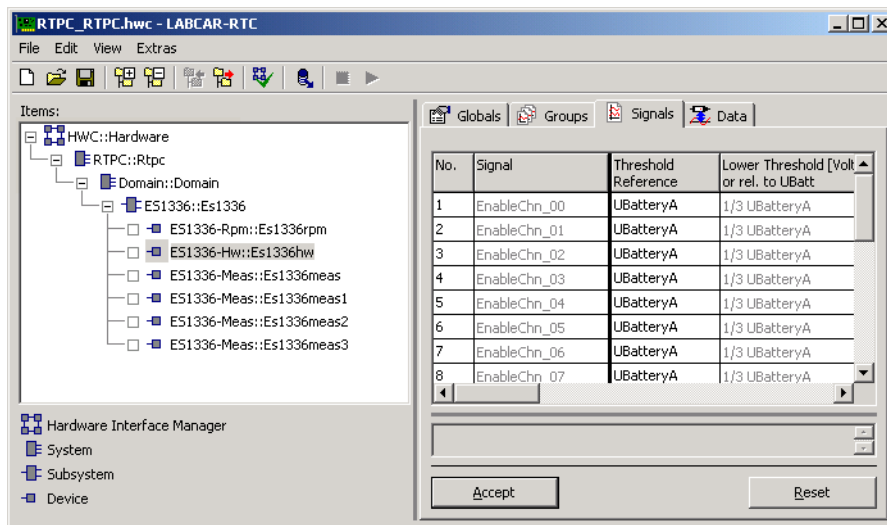 RTPC_RTPC.hwc - LABCAR-RTC
File Edit View Extras
Items:
HWC::Hardware
RTPC::Rtpc
Domain::Domain
ES1336::Es1336
ES1336-Rpm::Es1336rpm
ES1336-Hw::Es1336hw
ES1336-Meas::Es1336meas
ES1336-Meas::Es1336meas1
ES1336-Meas::Es1336meas2
ES1336-Meas::Es1336meas3
Hardware Interface Manager
System
Subsystem
Device
Globals Groups Signals Data
No. Signal Threshold Reference Lower Threshold [Volt or rel. to UBatt
1 EnableChn_00 UBatteryA 1/3 UBatteryA
2 EnableChn_01 UBatteryA 1/3 UBatteryA
3 EnableChn_02 UBatteryA 1/3 UBatteryA
4 EnableChn_03 UBatteryA 1/3 UBatteryA
5 EnableChn_04 UBatteryA 1/3 UBatteryA
6 EnableChn_05 UBatteryA 1/3 UBatteryA
7 EnableChn_06 UBatteryA 1/3 UBatteryA
8 EnableChn_07 UBatteryA 1/3 UBatteryA
Accept Reset